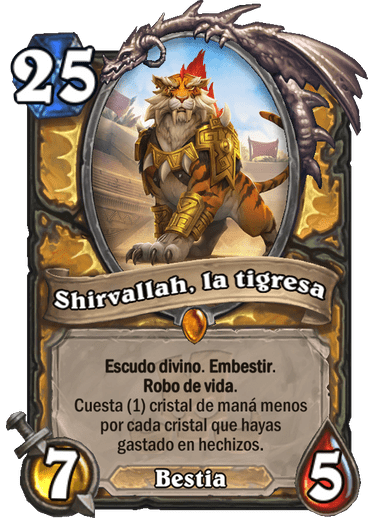 25
Shirvallah, la tigresa
Escudo divino. Embestir.
Robo de vida.
Cuesta (1) cristal de maná menos
por cada cristal que hayas
gastado en hechizos.
7
Bestia
5